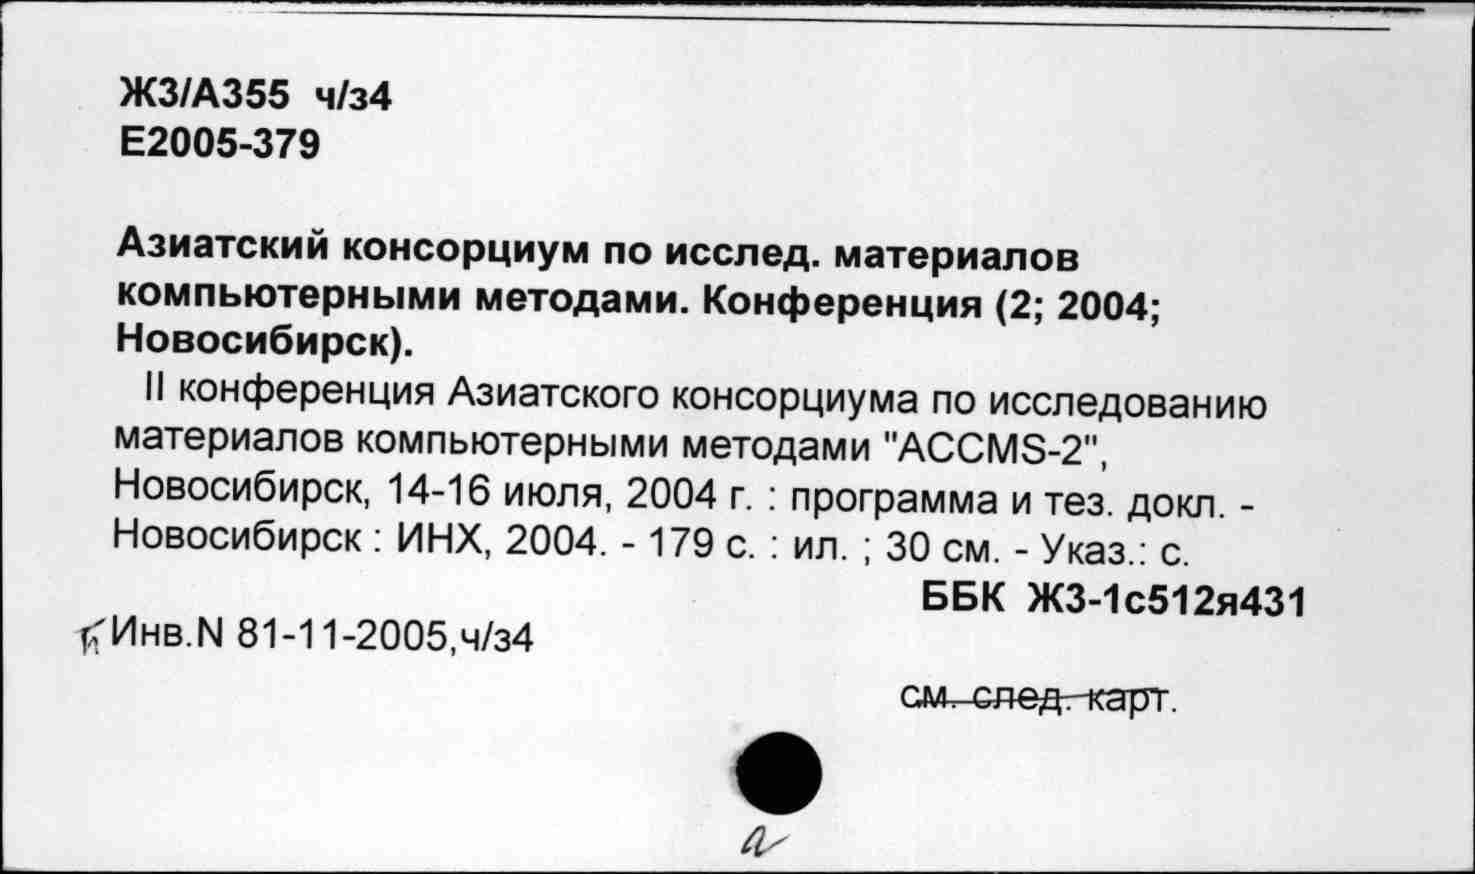 Ж3/А355 ч/з4
Е2005-379
Азиатский консорциум по исслед. материалов
компьютерными методами. Конференция (2; 2004;
Новосибирск).
II конференция Азиатского консорциума по исследованию
материалов компьютерными методами "ACCMS-2",
Новосибирск, 14-16 июля, 2004 г. : программа и тез. докл. -
Новосибирск : ИНХ, 2004. - 179 с. : ил. ; 30 см. - Указ.: с.
ББК Ж3-1с512я431
Инв.N 81-11-2005,ч/з4
см. след. карт.
а